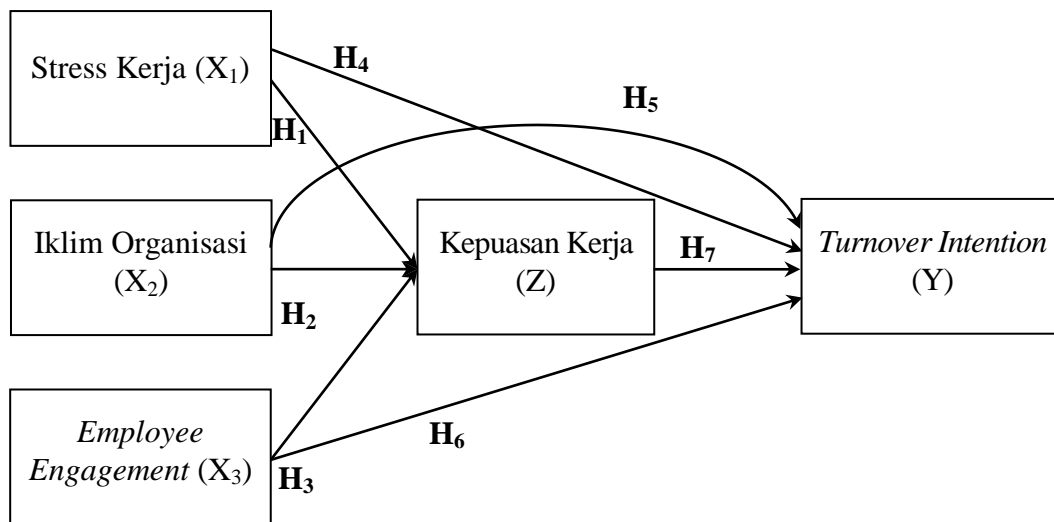 Stress Kerja (X₁)
H₄
H₅
H₁
Iklim Organisasi
(X₂)
Kepuasan Kerja
(Z)
H₇
Turnover Intention
(Y)
H₂
Employee
Engagement (X₃)
H₃
H₆